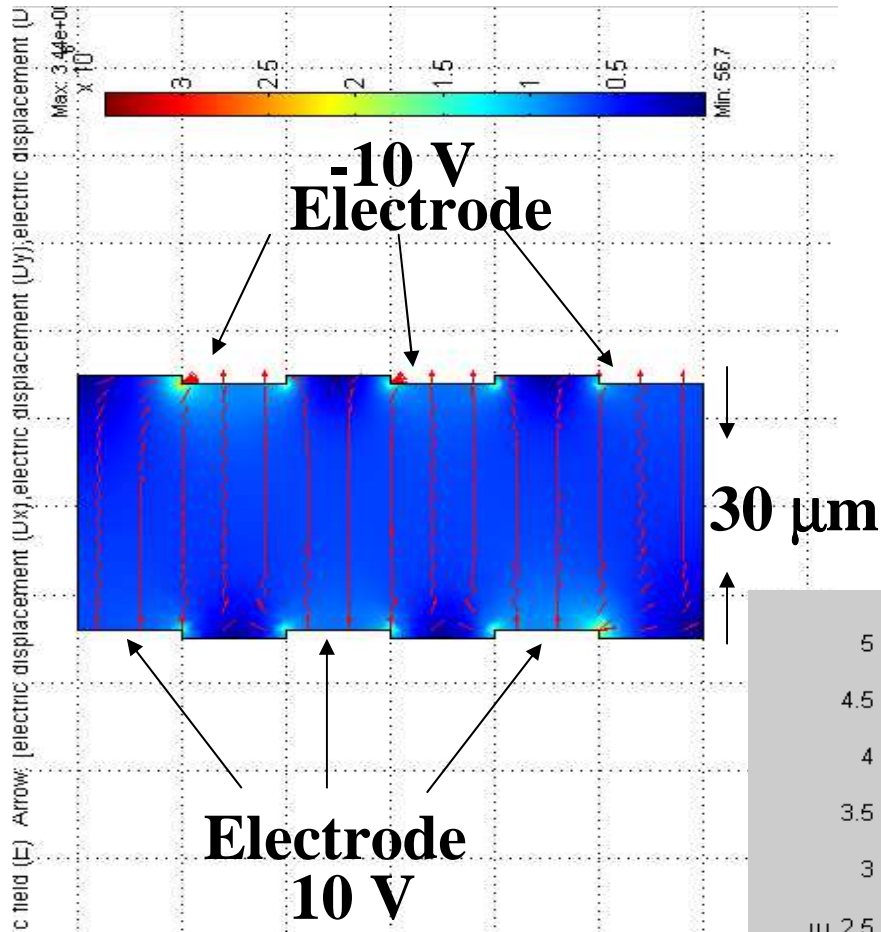 c field (E)   Arrow: [electric displacement (Dx),electric displacement (Dy)],electric displacement (D
Max: 3.44e+00
x 10
3
2.5
2
1.5
1
0.5
Min: 56.7
-10 V
Electrode
30 μm
Electrode
10 V
5
4.5
4
3.5
3
2.5